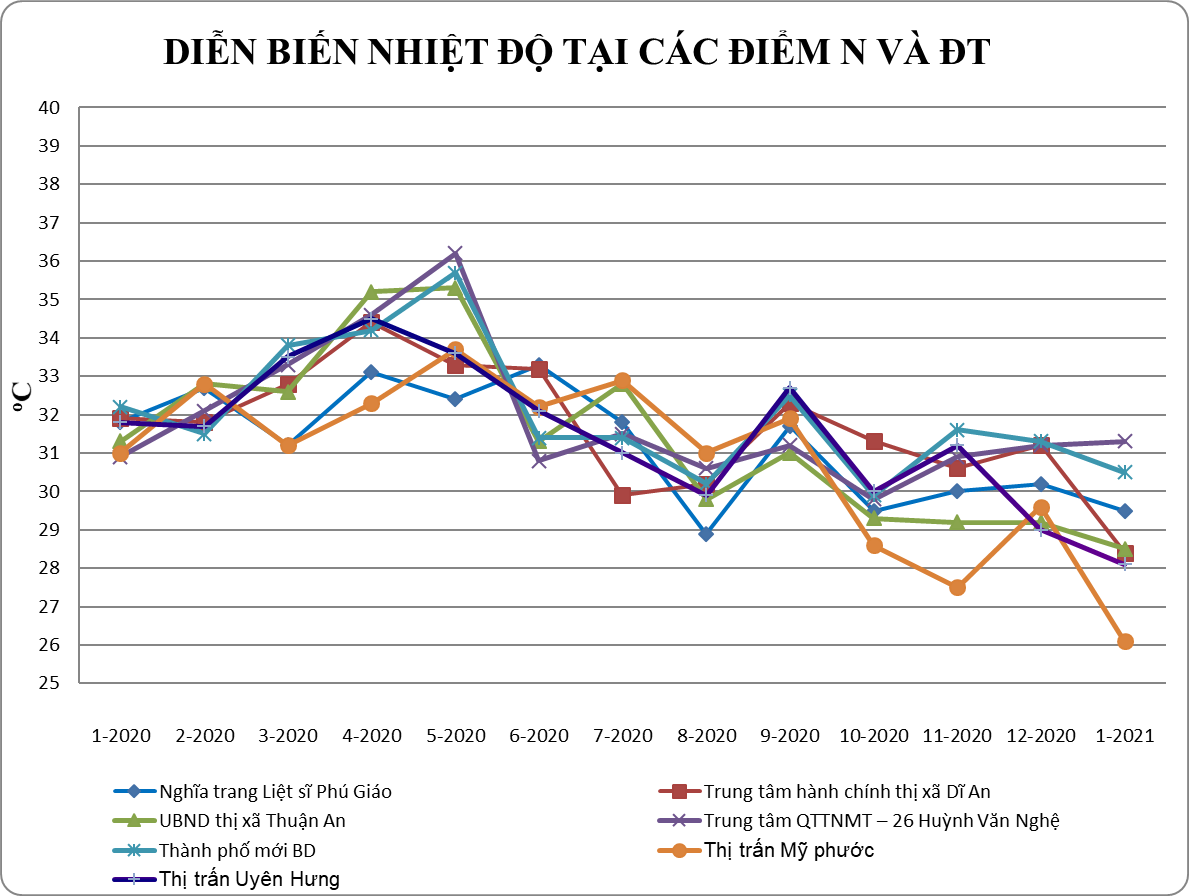 DIỄN BIẾN NHIỆT ĐỘ TẠI CÁC ĐIỂM N VÀ ĐT
ºC
40
39
38
37
36
35
34
33
32
31
30
29
28
27
26
25
1-2020 2-2020 3-2020 4-2020 5-2020 6-2020 7-2020 8-2020 9-2020 10-2020 11-2020 12-2020 1-2021
Nghĩa trang Liệt sĩ Phú Giáo Trung tâm hành chính thị xã Dĩ An
UBND thị xã Thuận An Trung tâm QTTNMT – 26 Huỳnh Văn Nghệ
Thành phố mới BD Thị trấn Mỹ phước
Thị trấn Uyên Hưng